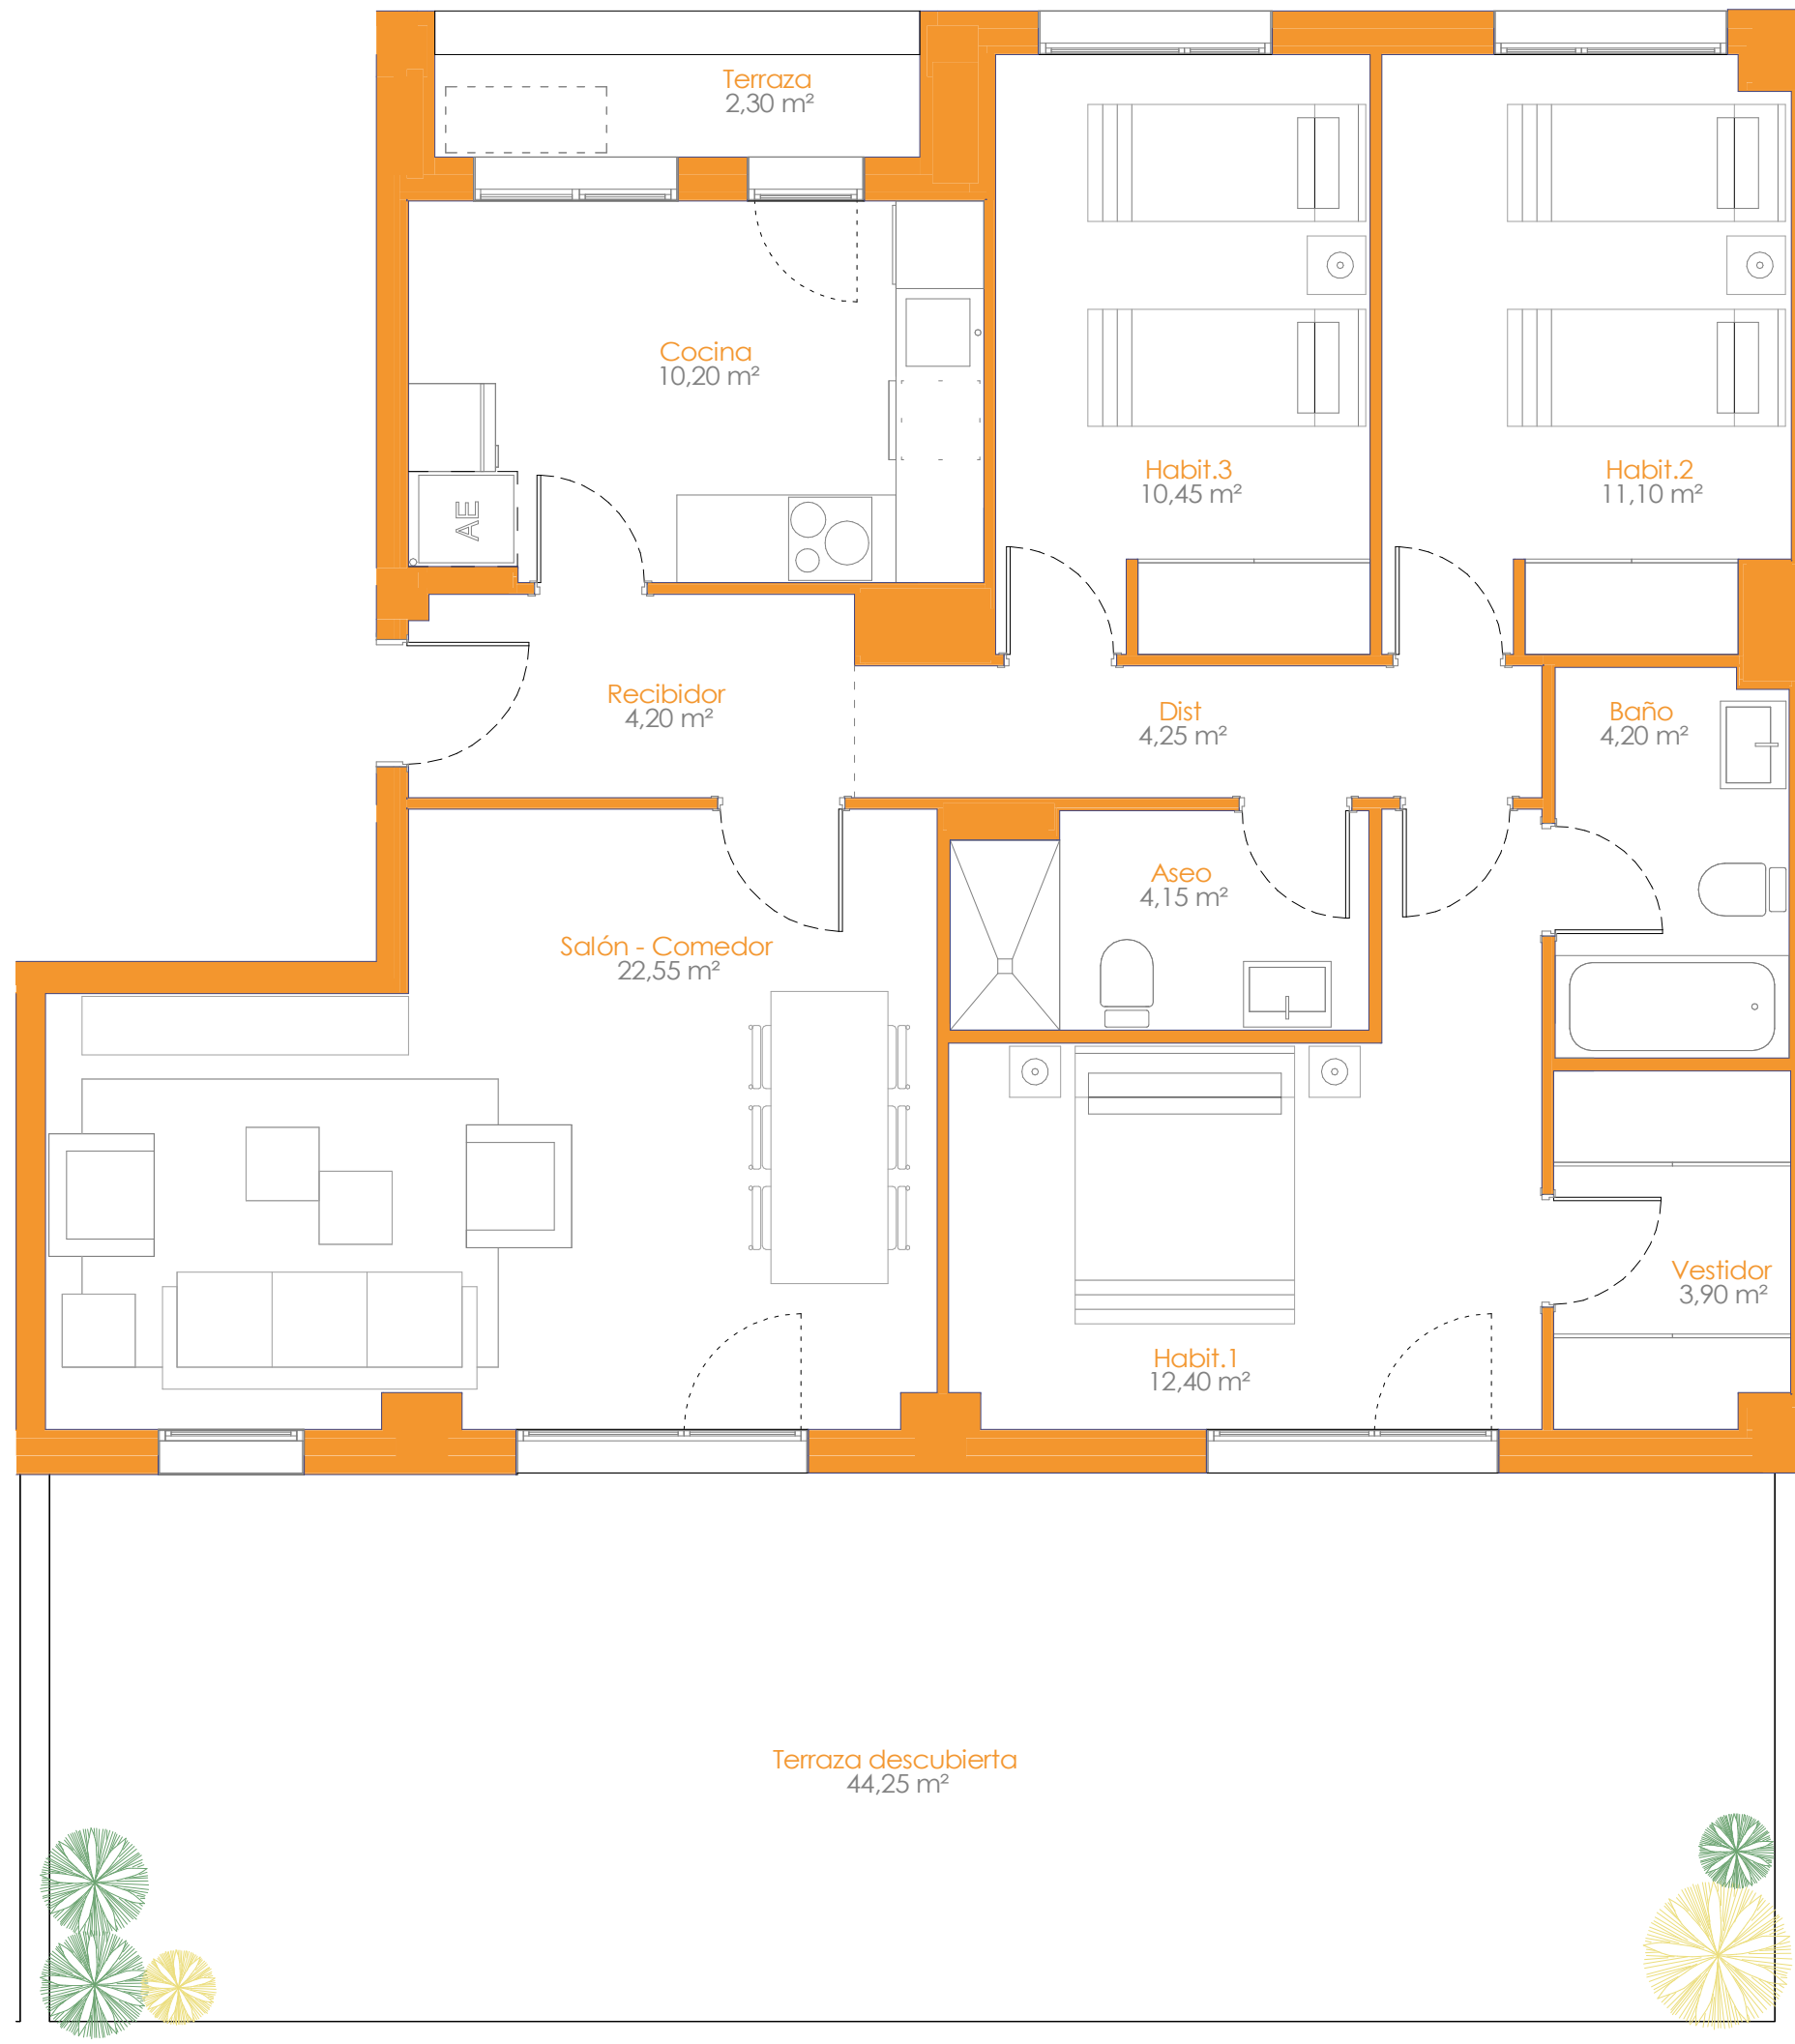 Terraza
2,30 m²
Cocina
10,20 m²
AE
Habit.3
10,45 m²
Habit.2
11,10 m²
Recibidor
4,20 m²
Dist
4,25 m²
Baño
4,20 m²
Aseo
4,15 m²
Salón - Comedor
22,55 m²
Vestidor
3,90 m²
Habit.1
12,40 m²
Terraza descubierta
44,25 m²